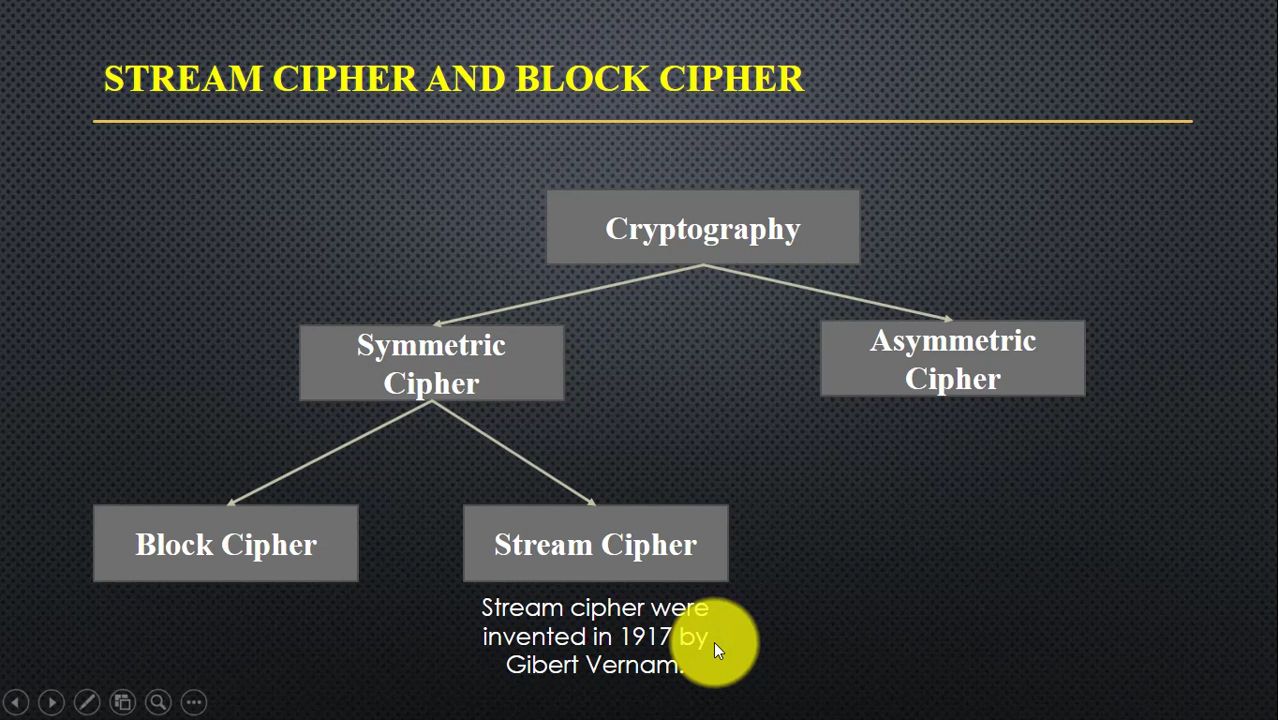 STREAM CIPHER AND BLOCK CIPHER
Cryptography
Symmetric
Cipher
Asymmetric
Cipher
Block Cipher
Stream Cipher
Stream cipher were
invented in 1917 by
Gibert Vernam.